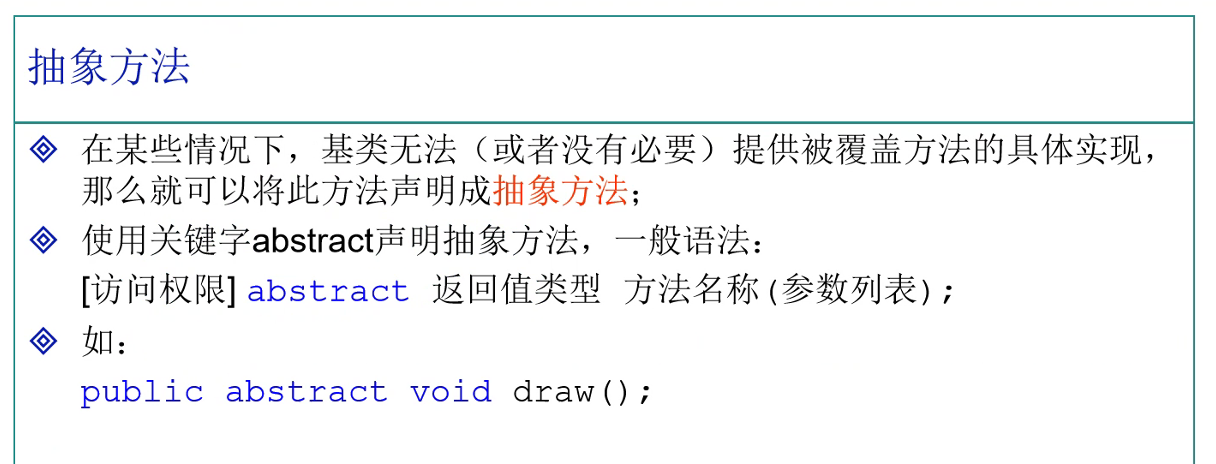 抽象方法
在某些情况下，基类无法（或者没有必要）提供被覆盖方法的具体实现，
那么就可以将此方法声明成抽象方法；
使用关键字abstract声明抽象方法，一般语法：
[访问权限] abstract 返回值类型 方法名称(参数列表);
如：
public abstract void draw();